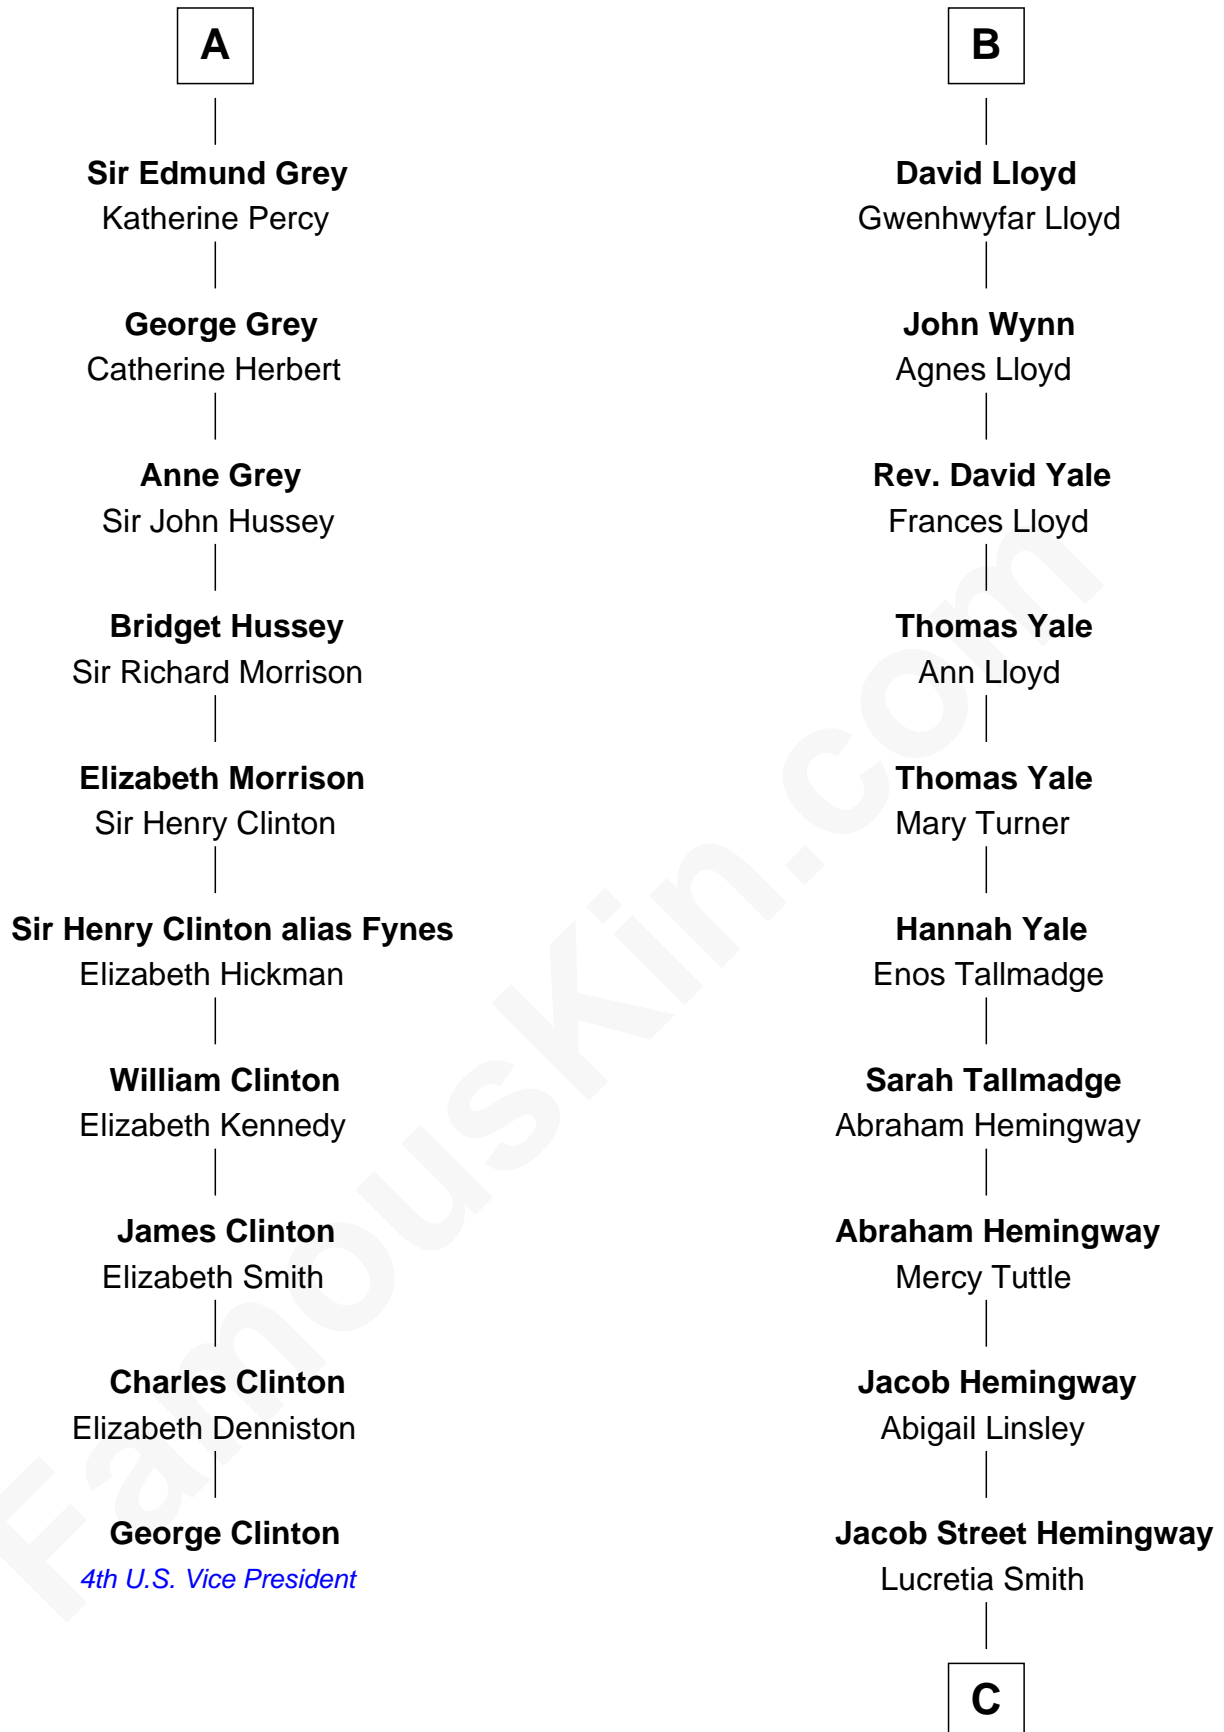 A
Sir Edmund Grey
Katherine Percy
George Grey
Catherine Herbert
Anne Grey
Sir John Hussey
Bridget Hussey
Sir Richard Morrison
Elizabeth Morrison
Sir Henry Clinton
Sir Henry Clinton alias Fynes
Elizabeth Hickman
William Clinton
Elizabeth Kennedy
James Clinton
Elizabeth Smith
Charles Clinton
Elizabeth Denniston
George Clinton
4th U.S. Vice President
B
David Lloyd
Gwenhwyfar Lloyd
John Wynn
Agnes Lloyd
Rev. David Yale
Frances Lloyd
Thomas Yale
Ann Lloyd
Thomas Yale
Mary Turner
Hannah Yale
Enos Tallmadge
Sarah Tallmadge
Abraham Hemingway
Abraham Hemingway
Mercy Tuttle
Jacob Hemingway
Abigail Linsley
Jacob Street Hemingway
Lucretia Smith
C
FamousKin.com